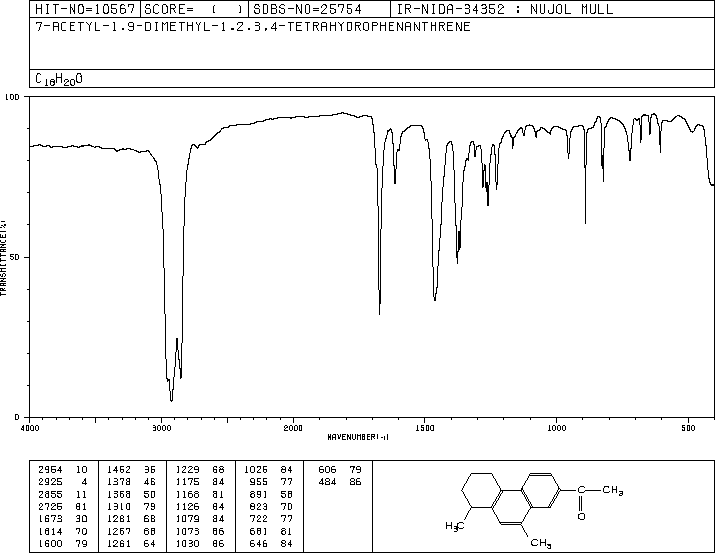 HIT-NO=10567 SCORE= ( ) SDBS-NO=25754 IR-NIDA-34352 : NUJOL MULL
7-ACETYL-1,9-DIMETHYL-1,2,3,4-TETRAHYDROPHENANTHRENE
C18H20O
100
50
0
TRANSMITTANCE(%)
4000 3000 2000 1500 1000 500
WAVENUMBER(-1)
2954 10 1462 36 1229 68 1026 84 606 79
2925 4 1378 46 1175 84 955 77 484 86
2855 11 1368 50 1168 81 891 58
2725 81 1310 79 1126 84 823 70
1673 30 1281 68 1079 84 722 77
1614 70 1267 68 1073 86 681 81
1600 79 1261 64 1030 86 646 84
C CH3
O
H3C
CH3